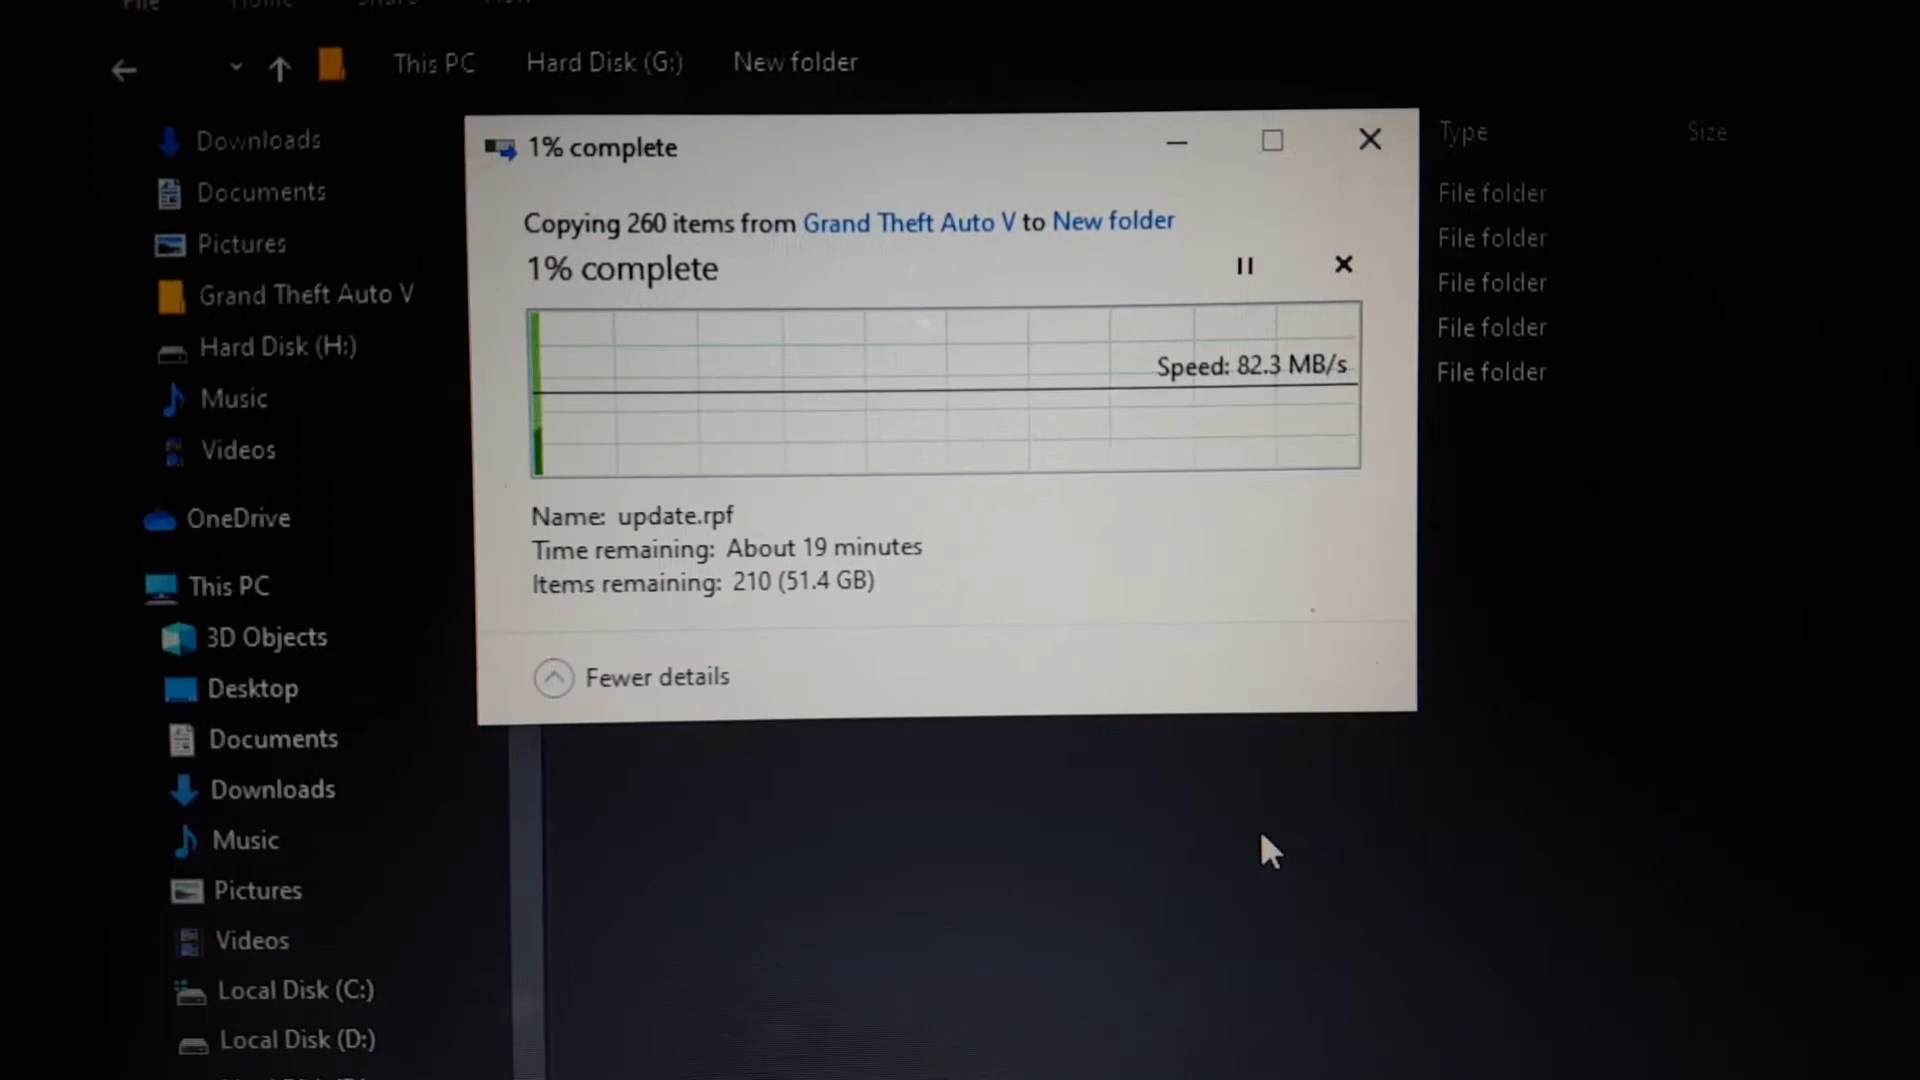 File Home Share View
This PC Hard Disk (G:) New folder
Type Size
Downloads
Documents
Pictures
Grand Theft Auto V
Hard Disk (H:)
Music
Videos
OneDrive
This PC
3D Objects
Desktop
Documents
Downloads
Music
Pictures
Videos
Local Disk (C:)
Local Disk (D:)
1% complete
Copying 260 items from Grand Theft Auto V to New folder
1% complete
Speed: 82.3 MB/s
Name: update.rpf
Time remaining: About 19 minutes
Items remaining: 210 (51.4 GB)
Fewer details
File folder
File folder
File folder
File folder
File folder